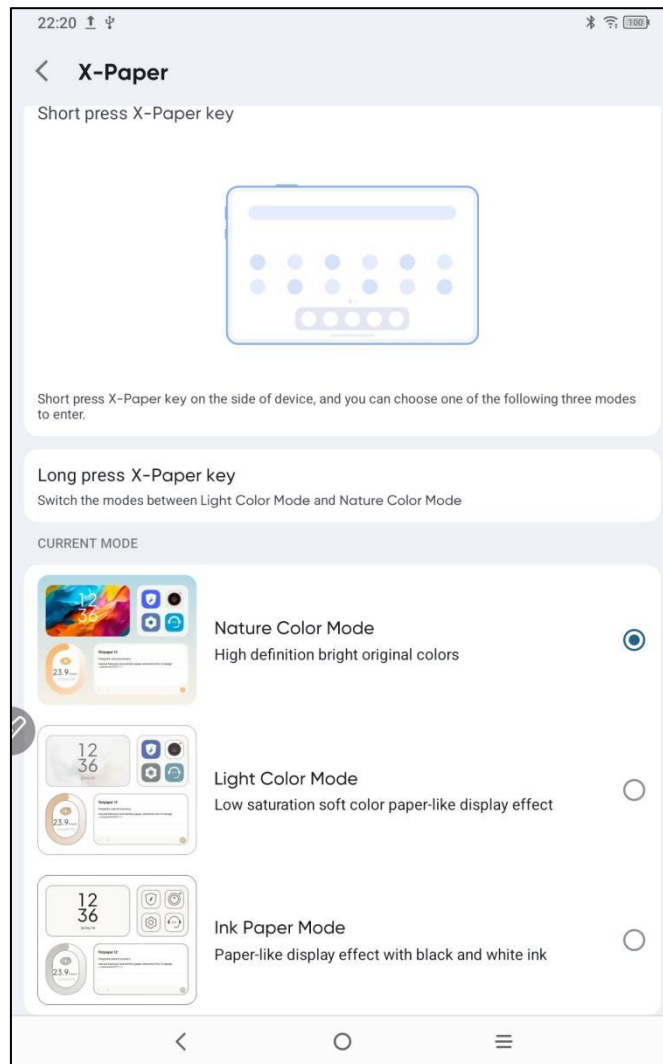 22:20
100
X-Paper
Short press X-Paper key
Short press X-Paper key on the side of device, and you can choose one of the following three modes
to enter.
Long press X-Paper key
Switch the modes between Light Color Mode and Nature Color Mode
CURRENT MODE
12
36
23.9
Nature Color Mode
High definition bright original colors
12
36
23.9
Light Color Mode
Low saturation soft color paper-like display effect
12
36
23.9
Ink Paper Mode
Paper-like display effect with black and white ink